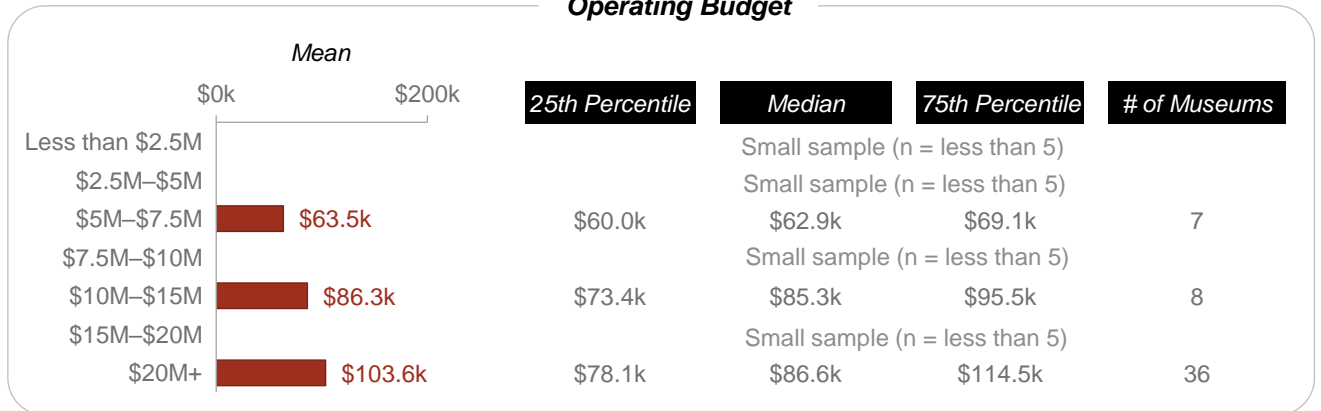 Operating Budget
Mean
$0k $200k 25th Percentile Median 75th Percentile # of Museums
Less than $2.5M Small sample (n = less than 5)
$2.5M–$5M Small sample (n = less than 5)
$5M–$7.5M $63.5k $60.0k $62.9k $69.1k 7
$7.5M–$10M Small sample (n = less than 5)
$10M–$15M $86.3k $73.4k $85.3k $95.5k 8
$15M–$20M Small sample (n = less than 5)
$20M+ $103.6k $78.1k $86.6k $114.5k 36